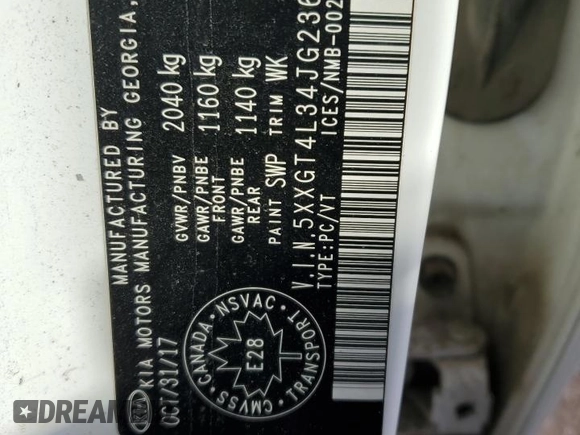 MANUFACTURED BY
KIA MOTORS MANUFACTURING GEORGIA,
OCT/31/17
GVWR/PNBV 2040 kg
GAWR/PNBE FRONT 1160 kg
GAWR/PNBE REAR 1140 kg
PAINT SWP TRIM WK
V.I.N.:5XXGT4L34JG236
TYPE:PC/VT ICES/NMB-002
CANADA · NSVAC · TRANSPORT · CMVSS
E28
DREAM